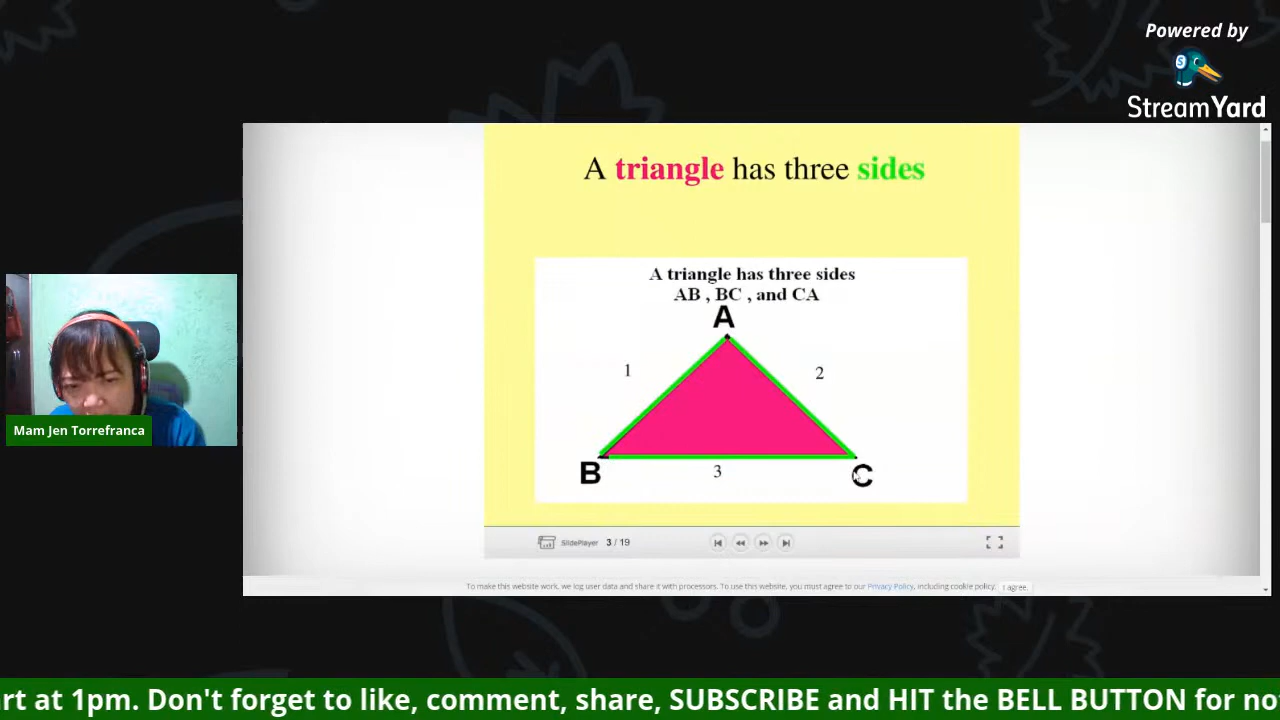 Powered by
StreamYard
A triangle has three sides
A triangle has three sides
AB , BC , and CA
A
1
2
B
3
C
SlidePlayer 3 / 19
To make this website work, we log user data and share it with processors. To use this website, you must agree to our Privacy Policy, including cookie policy. I agree.
Mam Jen Torrefranca
rt at 1pm. Don't forget to like, comment, share, SUBSCRIBE and HIT the BELL BUTTON for no